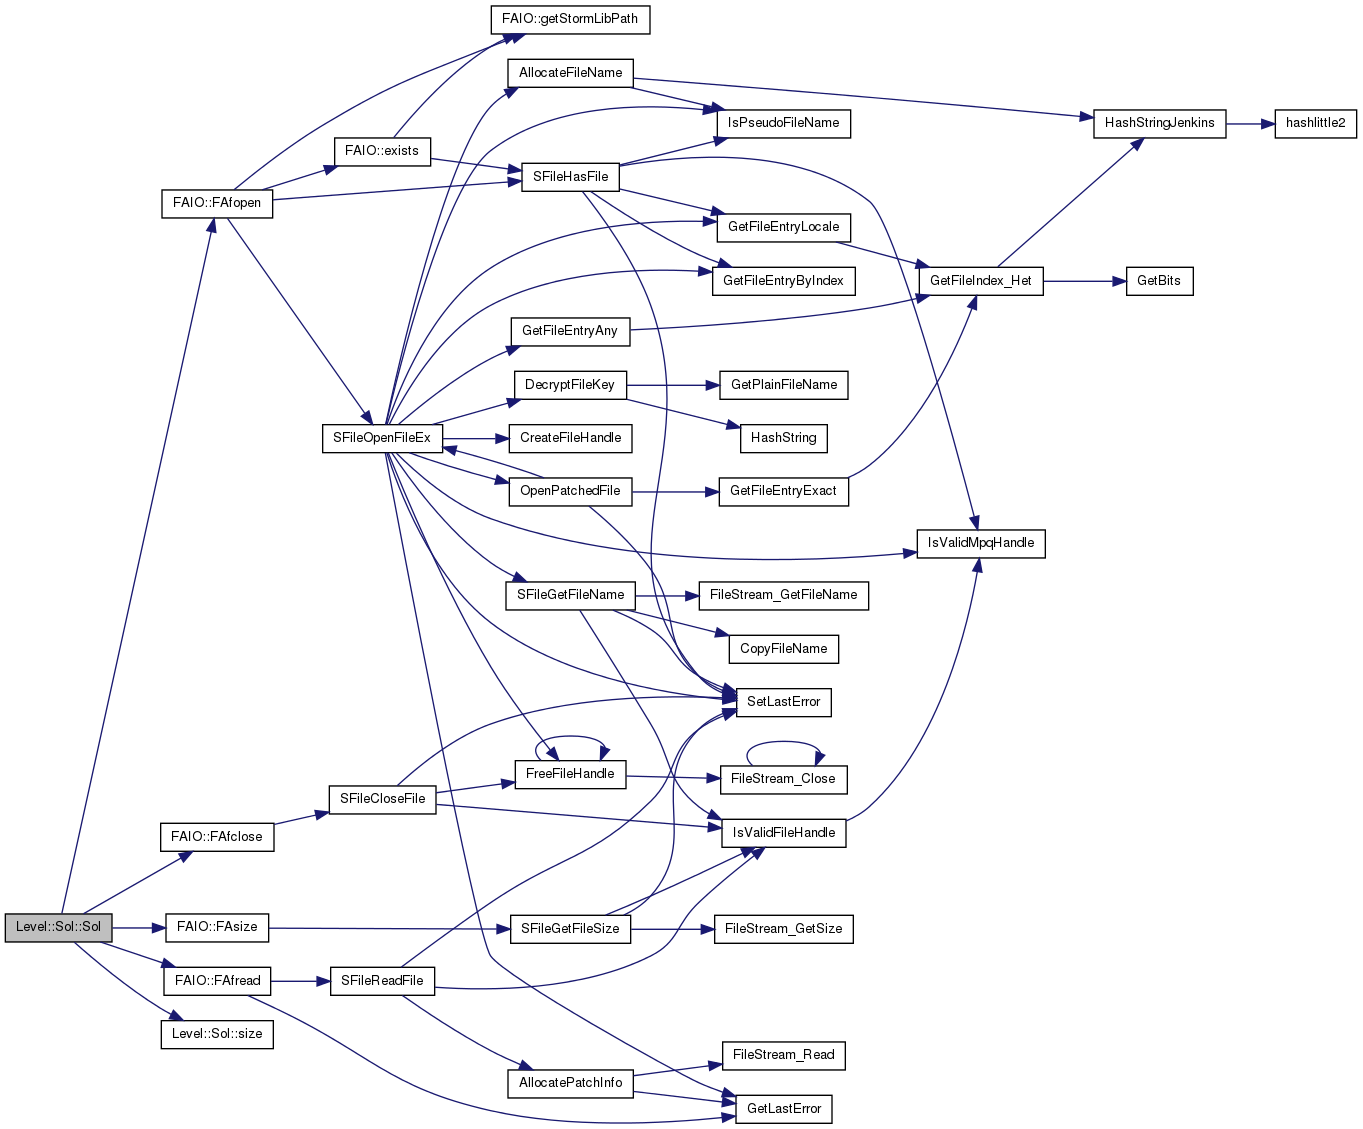 FAIO::getStormLibPath
AllocateFileName
IsPseudoFileName
HashStringJenkins
hashlittle2
FAIO::exists
SFileHasFile
FAIO::FAfopen
GetFileEntryLocale
GetFileEntryByIndex
GetFileIndex_Het
GetBits
GetFileEntryAny
DecryptFileKey
GetPlainFileName
SFileOpenFileEx
CreateFileHandle
HashString
OpenPatchedFile
GetFileEntryExact
IsValidMpqHandle
SFileGetFileName
FileStream_GetFileName
CopyFileName
SetLastError
FreeFileHandle
FileStream_Close
SFileCloseFile
FAIO::FAfclose
IsValidFileHandle
Level::Sol::Sol
FAIO::FAsize
SFileGetFileSize
FileStream_GetSize
FAIO::FAfread
SFileReadFile
Level::Sol::size
FileStream_Read
AllocatePatchInfo
GetLastError